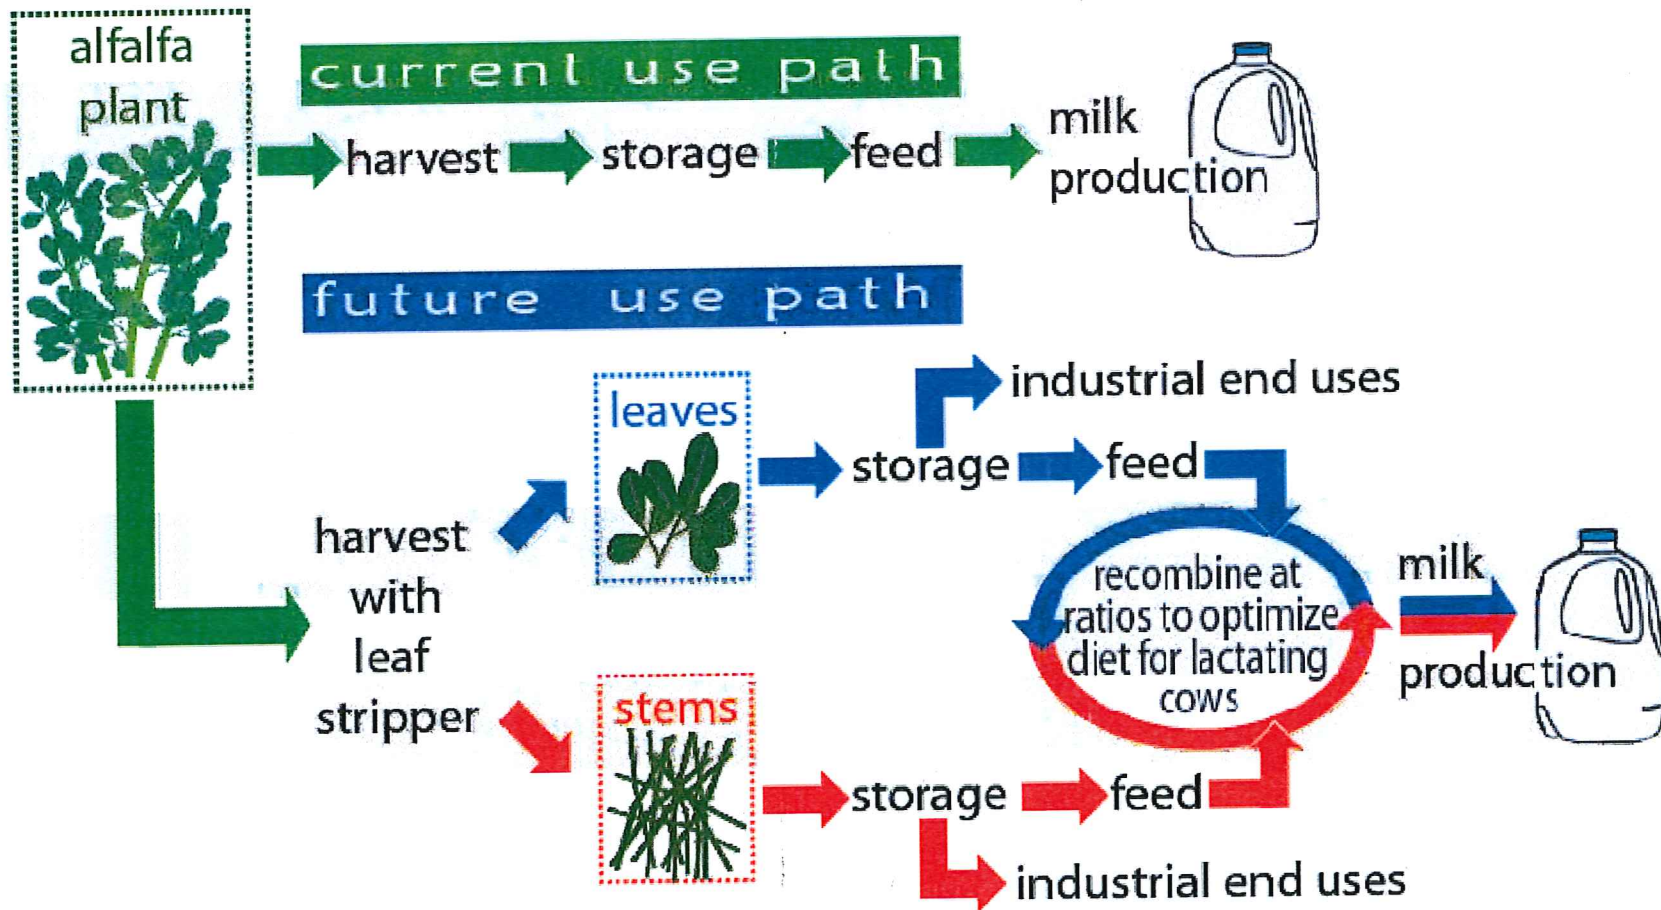 alfalfa
plant
current use path
harvest
storage
feed
milk
production
future use path
leaves
storage
feed
industrial end uses
harvest
with
leaf
stripper
recombine at
ratios to optimize
diet for lactating
cows
milk
production
stems
storage
feed
industrial end uses